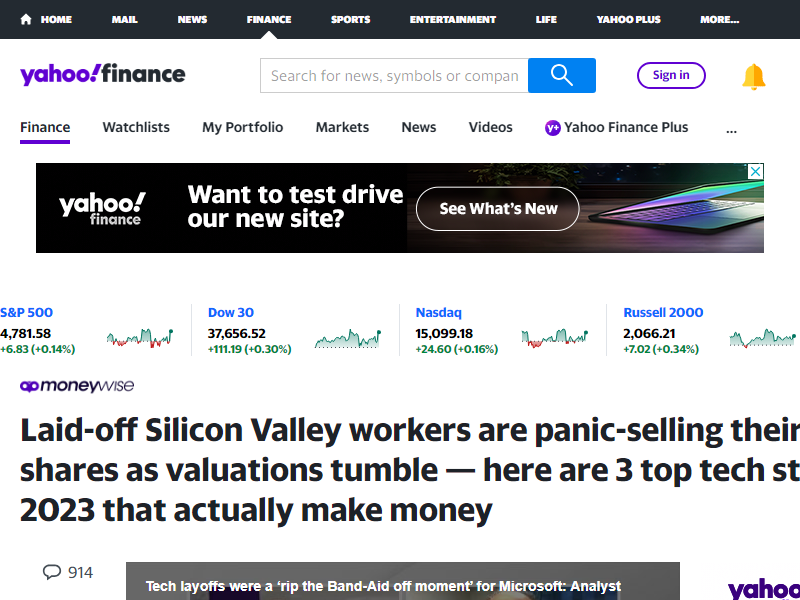 HOME MAIL NEWS FINANCE SPORTS ENTERTAINMENT LIFE YAHOO PLUS MORE...
yahoo!finance
Search for news, symbols or compan
Sign in
Finance Watchlists My Portfolio Markets News Videos y+ Yahoo Finance Plus ...
yahoo!
finance
Want to test drive
our new site?
See What's New
S&P 500
4,781.58
+6.83 (+0.14%)
Dow 30
37,656.52
+111.19 (+0.30%)
Nasdaq
15,099.18
+24.60 (+0.16%)
Russell 2000
2,066.21
+7.02 (+0.34%)
moneywise
Laid-off Silicon Valley workers are panic-selling their
shares as valuations tumble — here are 3 top tech st
2023 that actually make money
914
Tech layoffs were a ‘rip the Band-Aid off moment’ for Microsoft: Analyst
yahoo